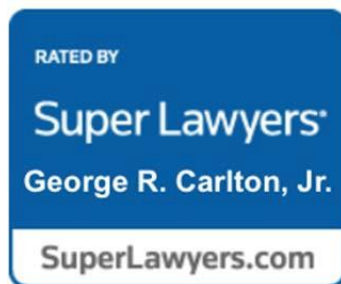 RATED BY
Super Lawyers®
George R. Carlton, Jr.
SuperLawyers.com